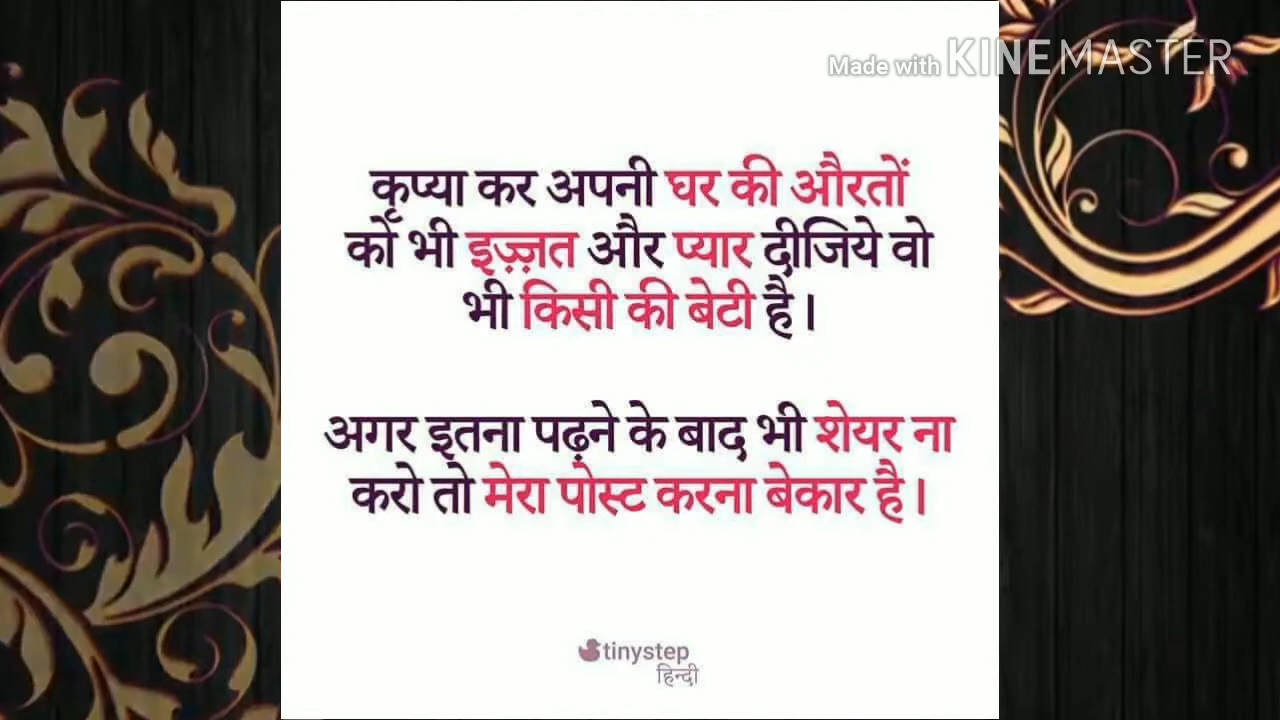 Made with KINEMASTER
कृप्या कर अपनी घर की औरतों
को भी इज़्ज़त और प्यार दीजिये वो
भी किसी की बेटी है।
अगर इतना पढ़ने के बाद भी शेयर ना
करो तो मेरा पोस्ट करना बेकार है।
tinystep
हिन्दी